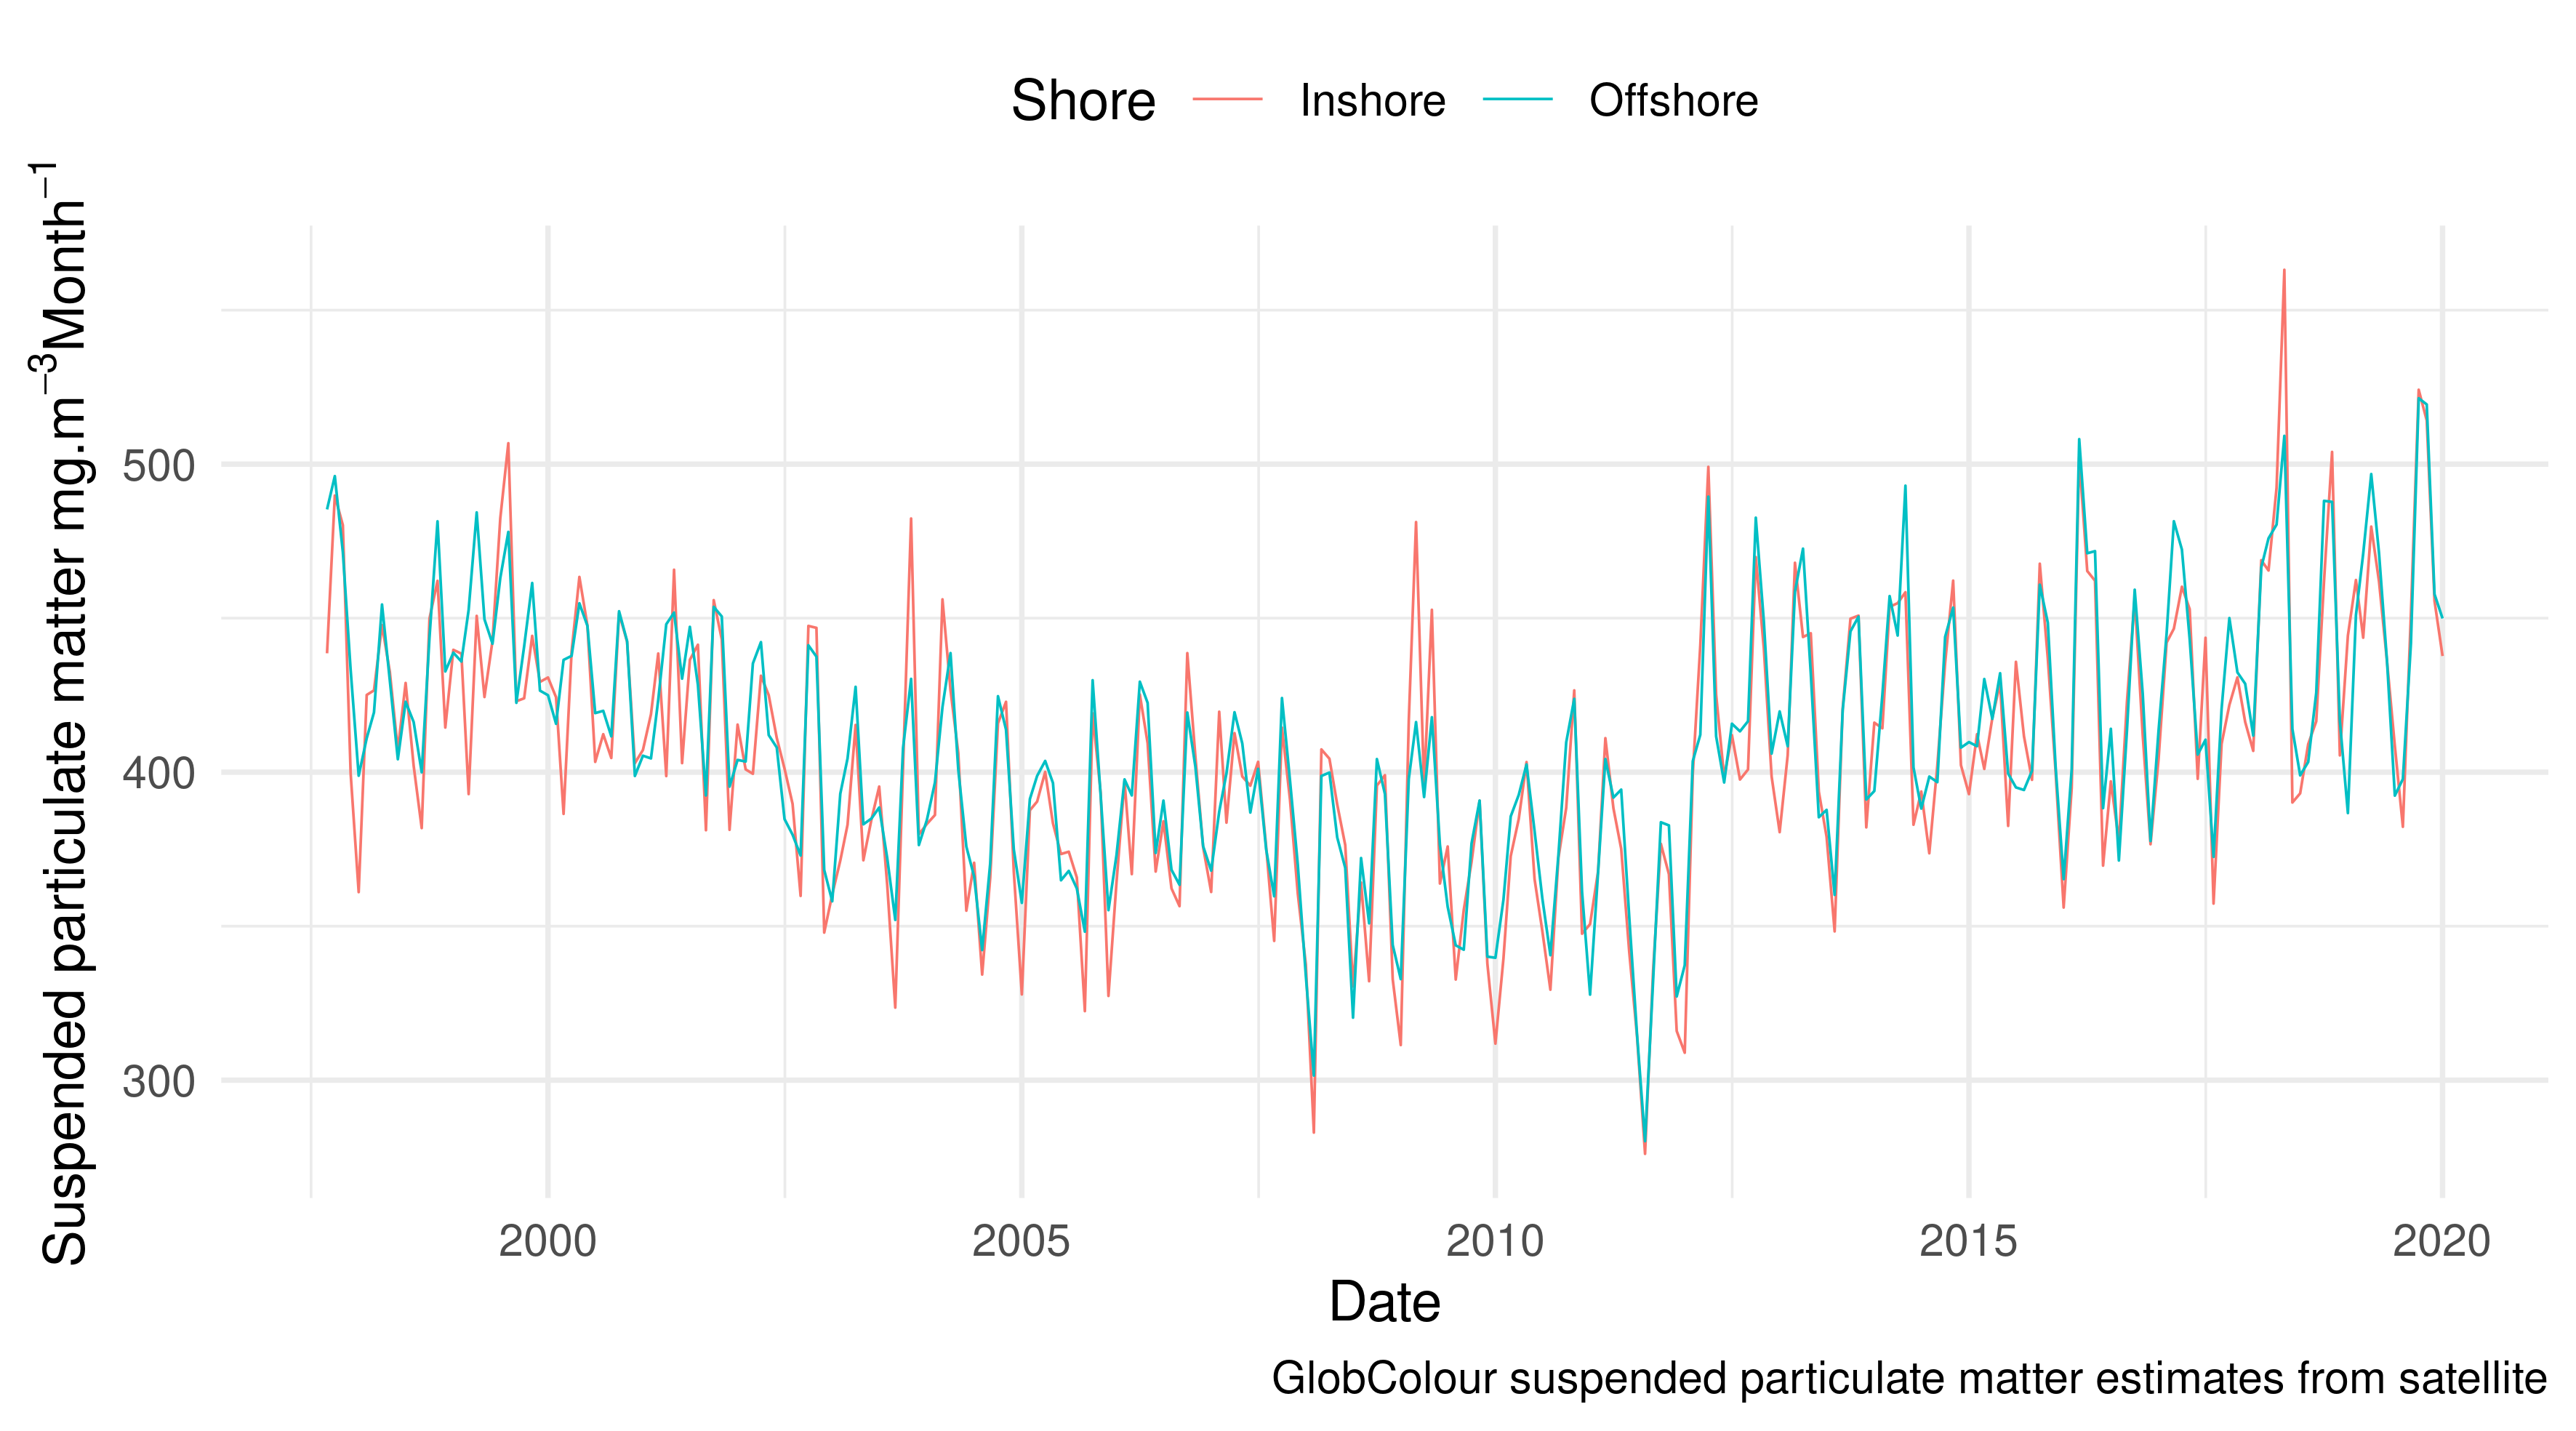 Shore Inshore Offshore
Suspended particulate matter mg.m⁻³Month⁻¹
500
400
300
2000 2005 2010 2015 2020
Date
GlobColour suspended particulate matter estimates from satellite